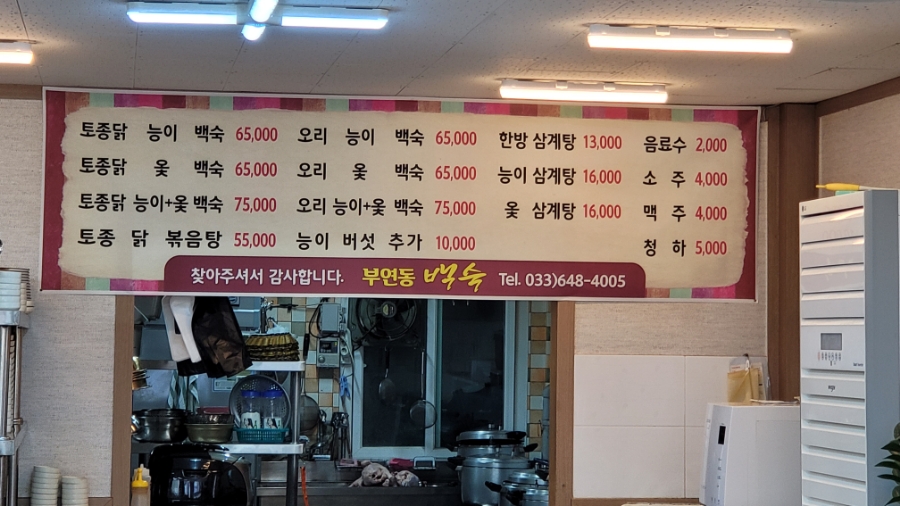 토종닭 능이 백숙 65,000 오리 능이 백숙 65,000 한방 삼계탕 13,000 음료수 2,000
토종닭 옻 백숙 65,000 오리 옻 백숙 65,000 능이 삼계탕 16,000 소주 4,000
토종닭 능이+옻 백숙 75,000 오리 능이+옻 백숙 75,000 옻 삼계탕 16,000 맥주 4,000
토종 닭 볶음탕 55,000 능이 버섯 추가 10,000 청하 5,000
찾아주셔서 감사합니다. 부연동 백숙 Tel. 033)648-4005